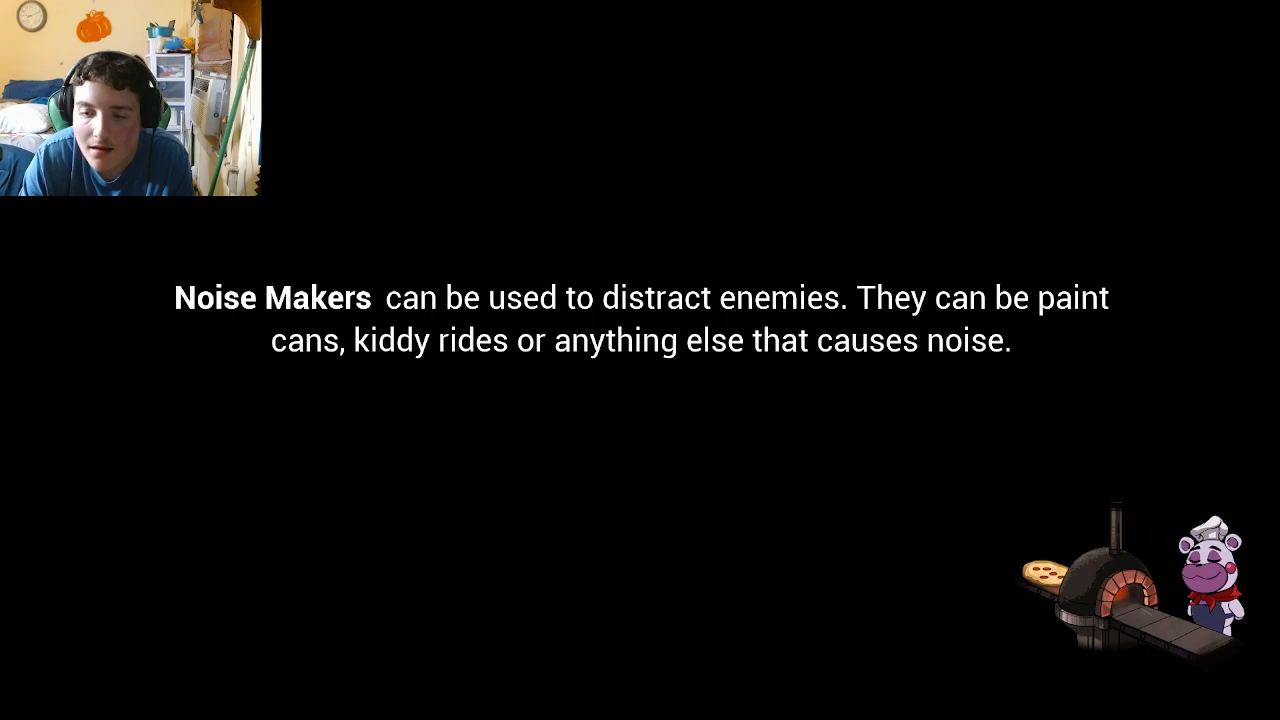 Noise Makers can be used to distract enemies. They can be paint
cans, kiddy rides or anything else that causes noise.